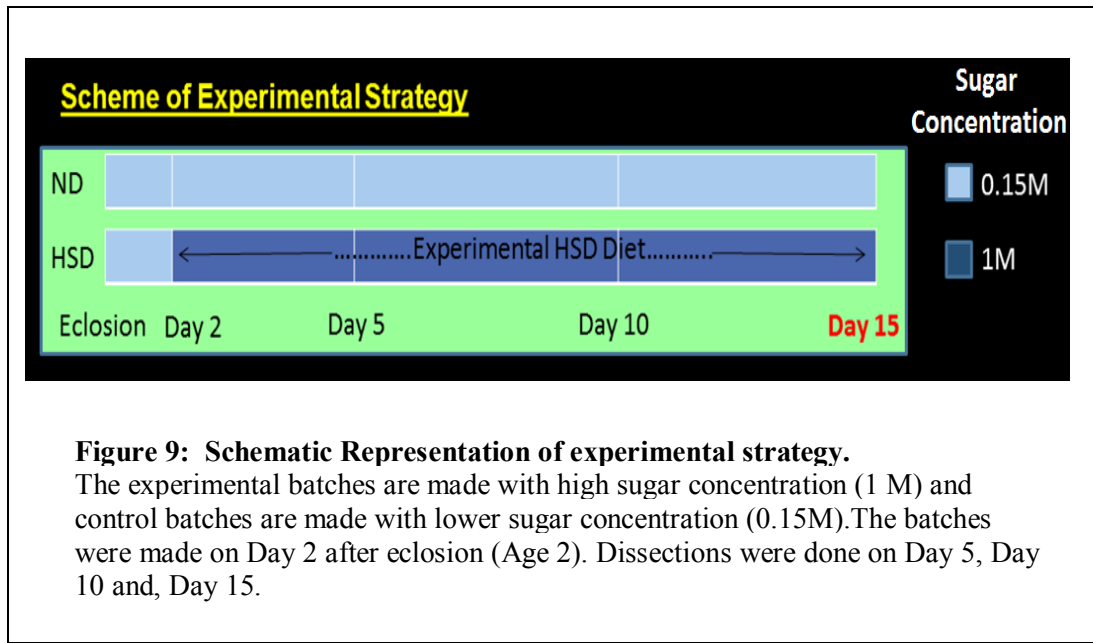 Scheme of Experimental Strategy
Sugar
Concentration
ND
0.15M
HSD
.............Experimental HSD Diet...........
1M
Eclosion Day 2 Day 5 Day 10 Day 15
Figure 9: Schematic Representation of experimental strategy.
The experimental batches are made with high sugar concentration (1 M) and
control batches are made with lower sugar concentration (0.15M).The batches
were made on Day 2 after eclosion (Age 2). Dissections were done on Day 5, Day
10 and, Day 15.